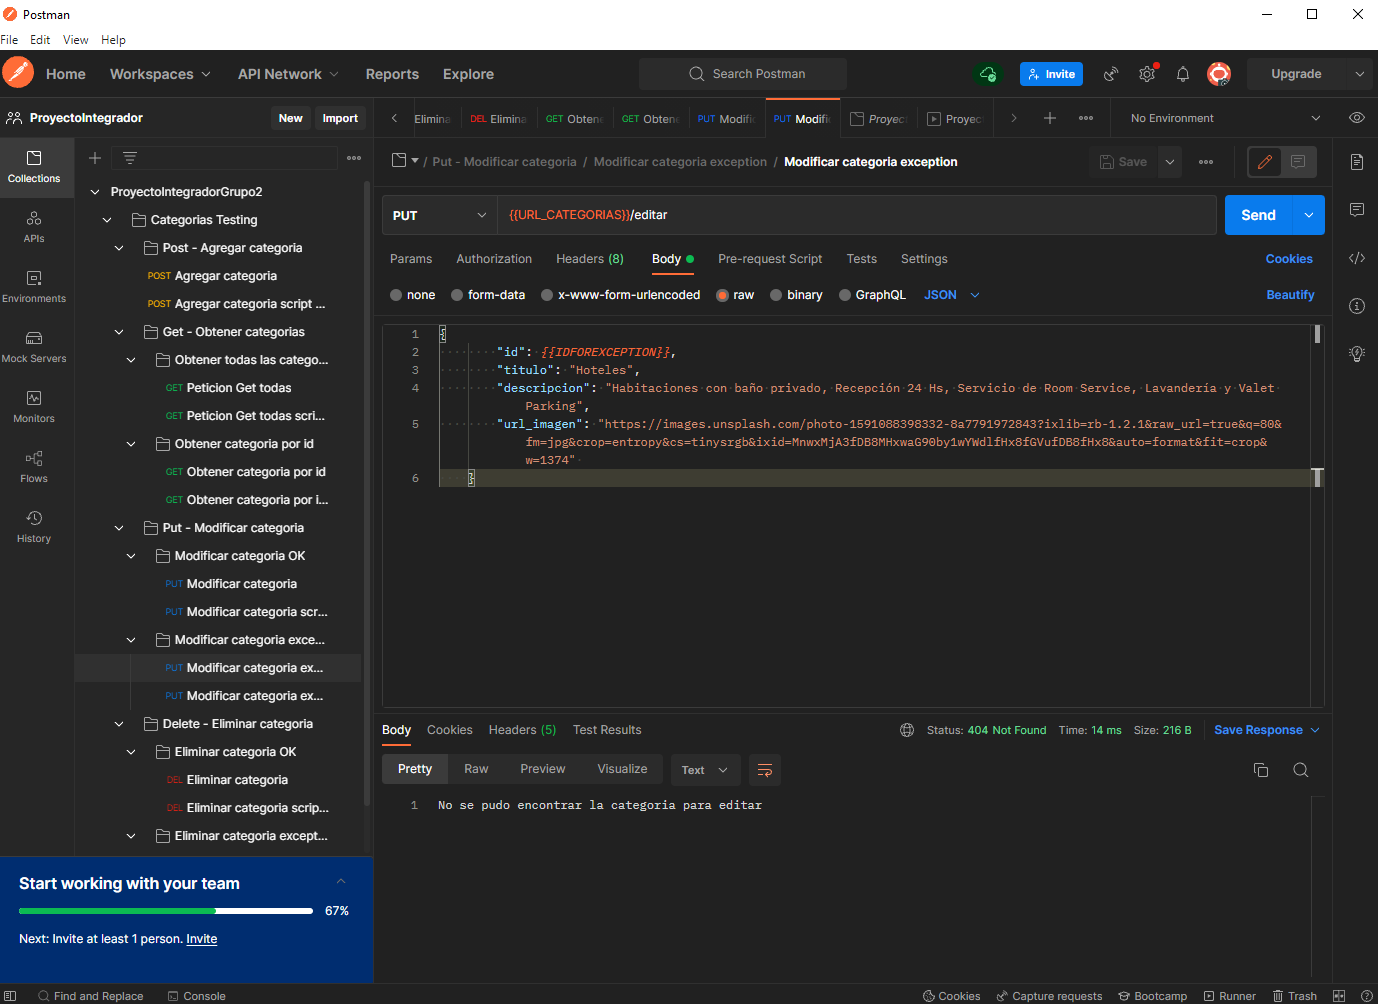 Postman
File Edit View Help
Home Workspaces API Network Reports Explore Search Postman Invite Upgrade
ProyectoIntegrador New Import
Elimina DEL Elimina GET Obtene GET Obtene PUT Modific PUT Modific Proyec Proyec No Environment
Collections
APIs
Environments
Mock Servers
Monitors
Flows
History
ProyectoIntegradorGrupo2
Categorias Testing
Post - Agregar categoria
POST Agregar categoria
POST Agregar categoria script ...
Get - Obtener categorias
Obtener todas las catego...
GET Peticion Get todas
GET Peticion Get todas scri...
Obtener categoria por id
GET Obtener categoria por id
GET Obtener categoria por i...
Put - Modificar categoria
Modificar categoria OK
PUT Modificar categoria
PUT Modificar categoria scr...
Modificar categoria exce...
PUT Modificar categoria ex...
PUT Modificar categoria ex...
Delete - Eliminar categoria
Eliminar categoria OK
DEL Eliminar categoria
DEL Eliminar categoria scrip...
Eliminar categoria except...
Start working with your team
67%
Next: Invite at least 1 person. Invite
/ Put - Modificar categoria / Modificar categoria exception / Modificar categoria exception Save
PUT {{URL_CATEGORIAS}}/editar Send
Params Authorization Headers (8) Body Pre-request Script Tests Settings Cookies
none form-data x-www-form-urlencoded raw binary GraphQL JSON Beautify
1 {
2 "id": {{IDFOREXCEPTION}},
3 "titulo": "Hoteles",
4 "descripcion": "Habitaciones con baño privado, Recepción 24 Hs, Servicio de Room Service, Lavandería y Valet
Parking",
5 "url_imagen": "https://images.unsplash.com/photo-1591088398332-8a7791972843?ixlib=rb-1.2.1&raw_url=true&q=80&
fm=jpg&crop=entropy&cs=tinysrgb&ixid=MnwxMjA3fDB8MHxwaG90by1wYWdlfHx8fGVufDB8fHx8&auto=format&fit=crop&
w=1374"
6 }
Body Cookies Headers (5) Test Results Status: 404 Not Found Time: 14 ms Size: 216 B Save Response
Pretty Raw Preview Visualize Text
1 No se pudo encontrar la categoria para editar
Find and Replace Console Cookies Capture requests Bootcamp Runner Trash